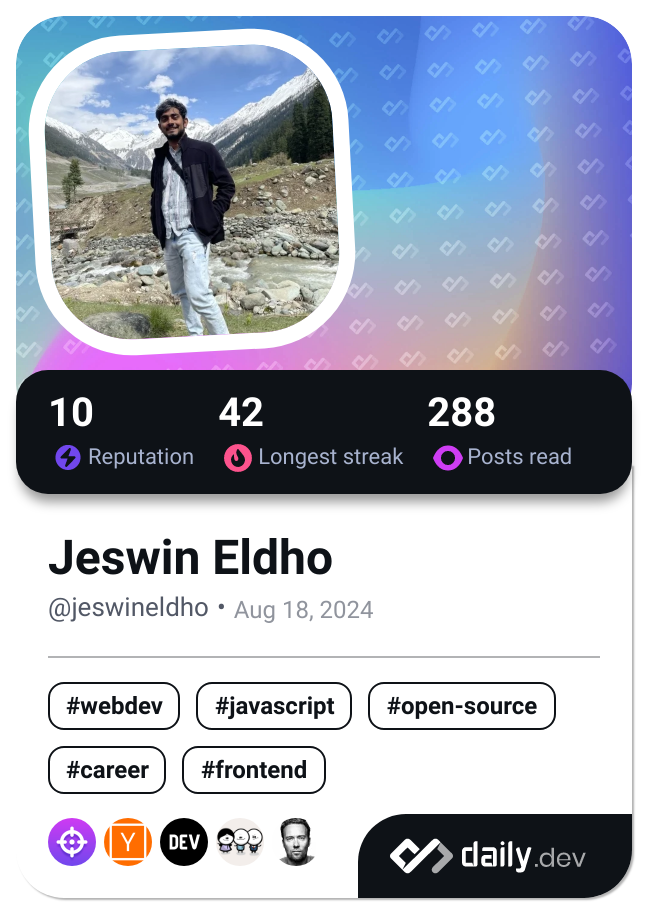 10 42 288
Reputation Longest streak Posts read
Jeswin Eldho
@jeswineldho • Aug 18, 2024
#webdev #javascript #open-source
#career #frontend
Y DEV
daily.dev